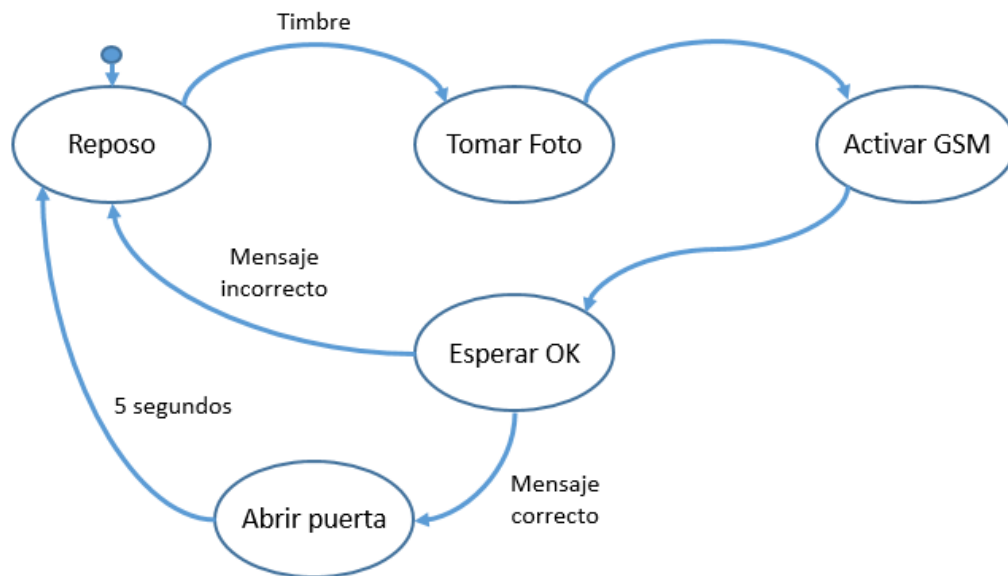 Timbre
Reposo
Tomar Foto
Activar GSM
Mensaje
incorrecto
Esperar OK
5 segundos
Mensaje
correcto
Abrir puerta